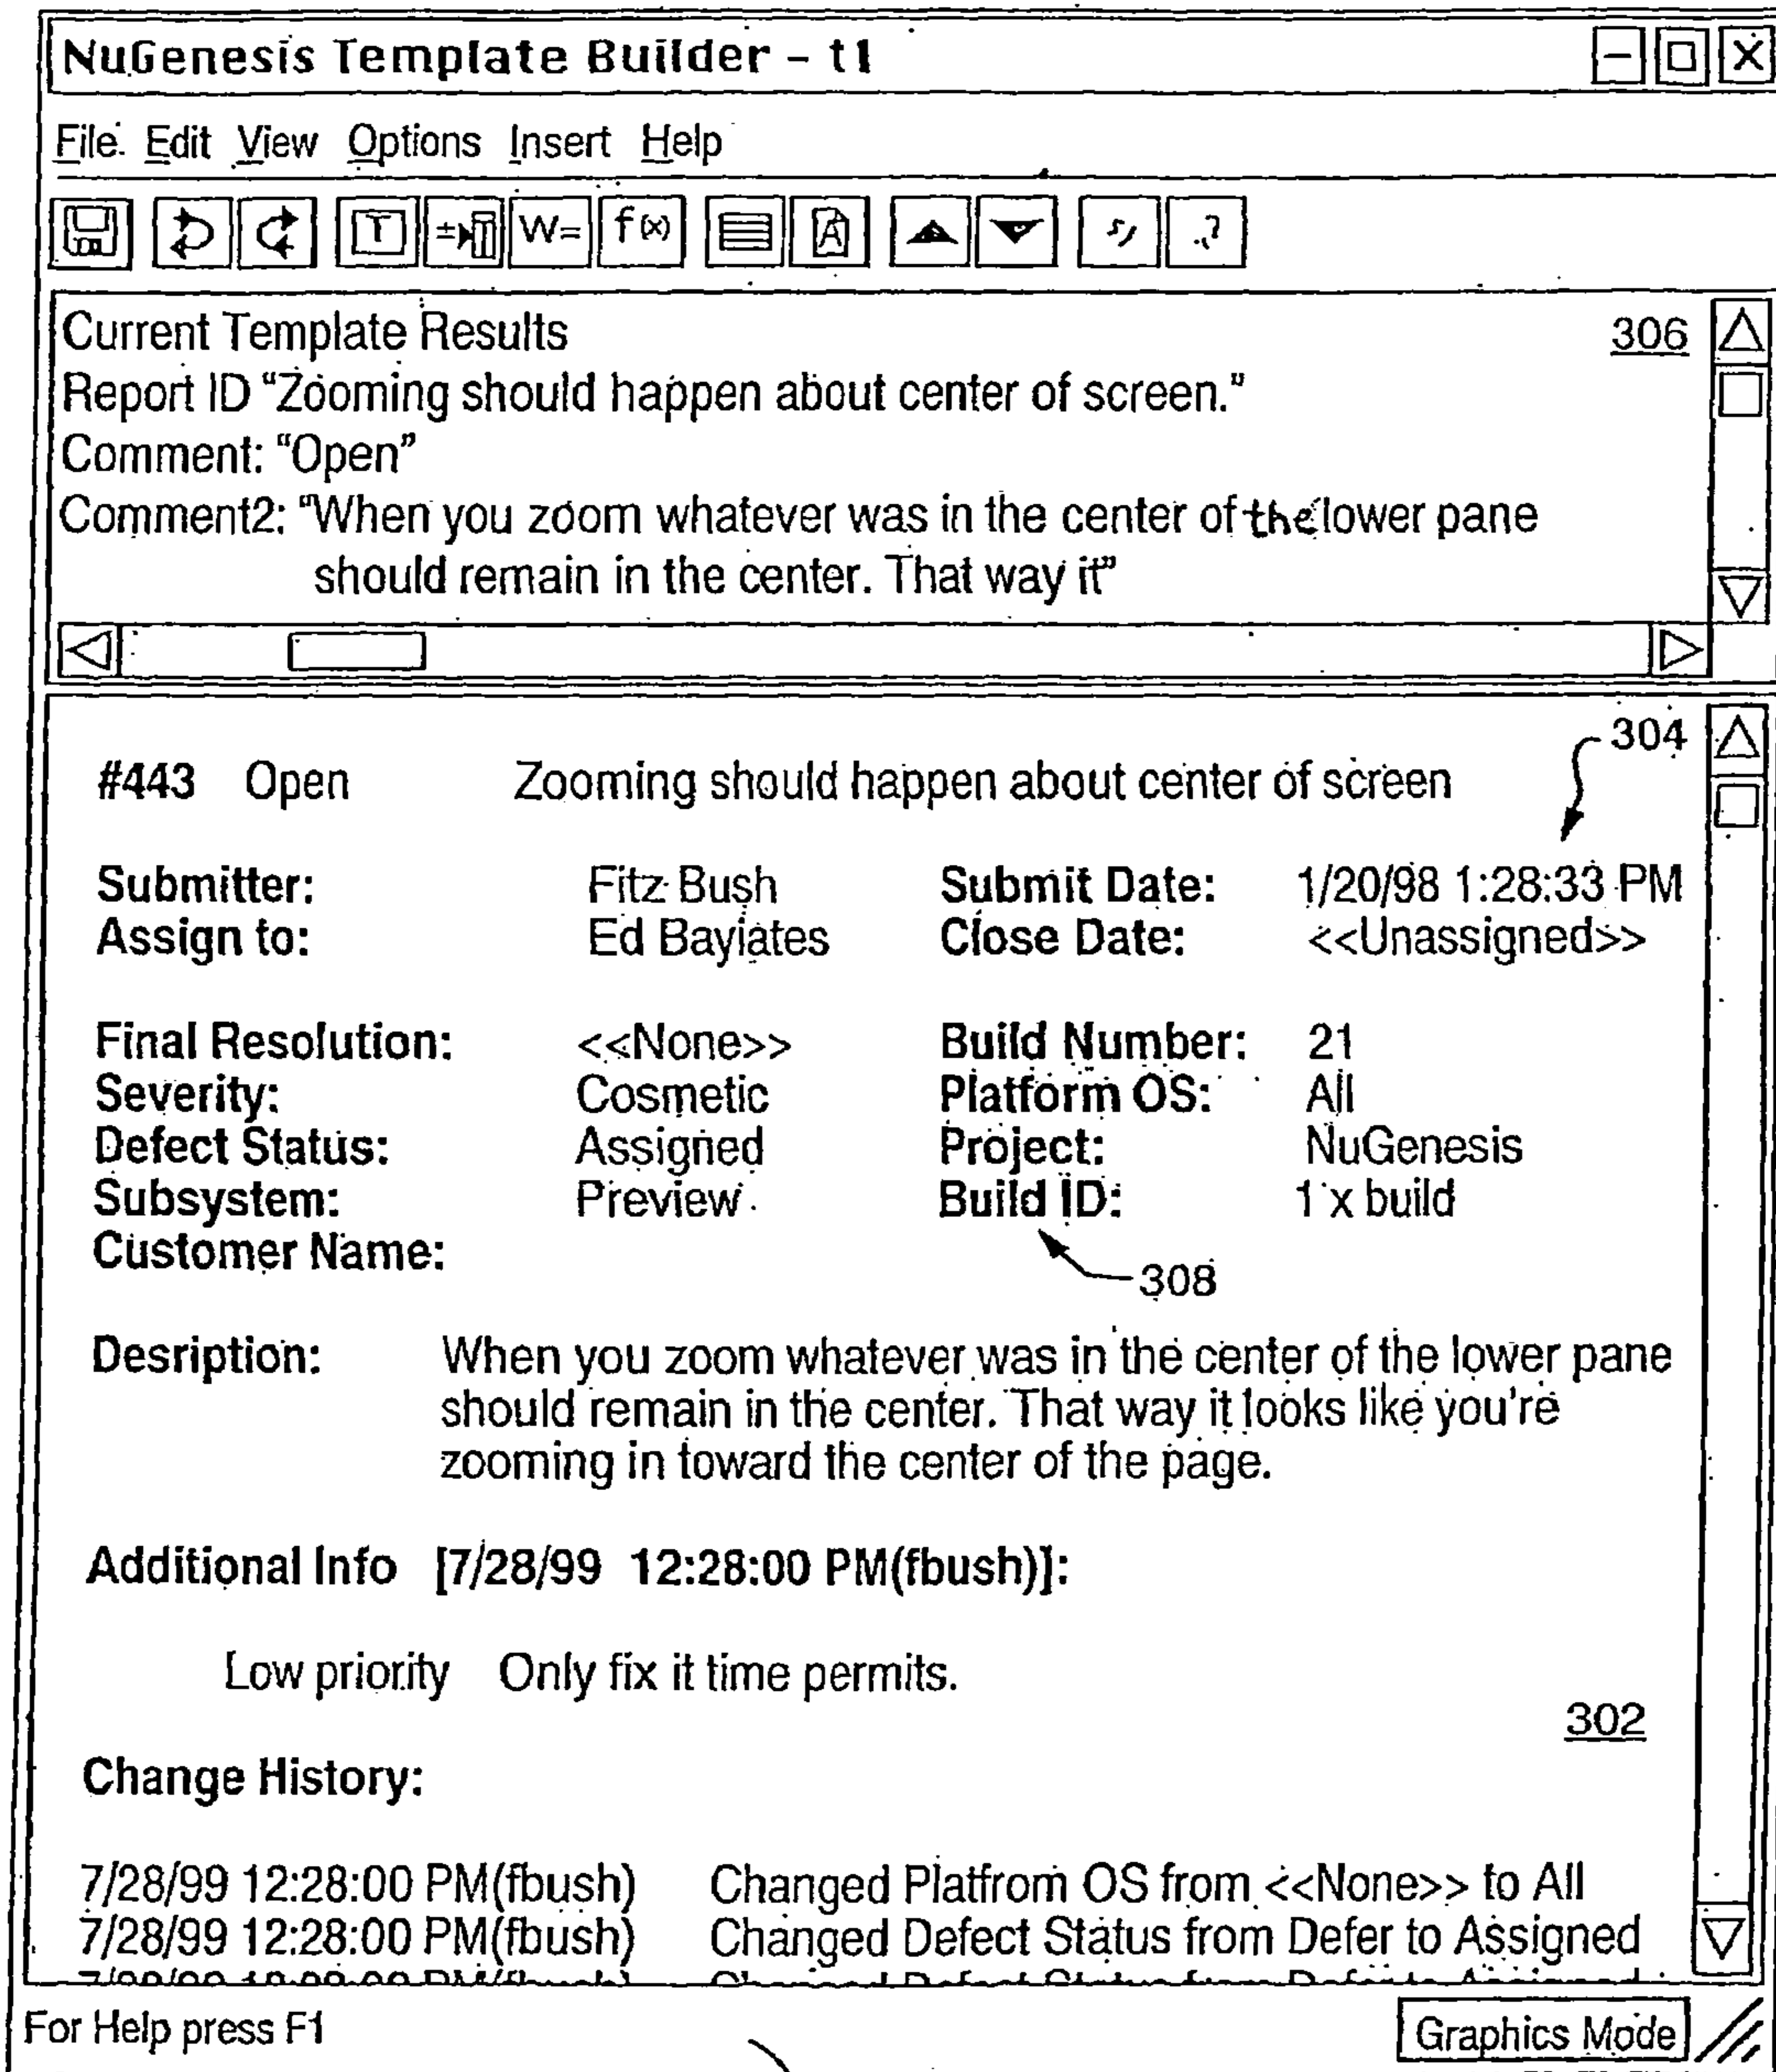 NuGenesis Template Builder - t1
File Edit View Options Insert Help
T ± W= f(x) A ?
Current Template Results 306
Report ID “Zooming should happen about center of screen.”
Comment: “Open”
Comment2: “When you zoom whatever was in the center of the lower pane
should remain in the center. That way it”
304
#443 Open Zooming should happen about center of screen
Submitter: Fitz Bush Submit Date: 1/20/98 1:28:33 PM
Assign to: Ed Bayiates Close Date: <<Unassigned>>
Final Resolution: <<None>> Build Number: 21
Severity: Cosmetic Platform OS: All
Defect Status: Assigned Project: NuGenesis
Subsystem: Preview Build ID: 1 x build
Customer Name:
308
Desription: When you zoom whatever was in the center of the lower pane
should remain in the center. That way it looks like you're
zooming in toward the center of the page.
Additional Info [7/28/99 12:28:00 PM(fbush)]:
Low priority Only fix it time permits.
302
Change History:
7/28/99 12:28:00 PM(fbush) Changed Platfrom OS from <<None>> to All
7/28/99 12:28:00 PM(fbush) Changed Defect Status from Defer to Assigned
For Help press F1 Graphics Mode